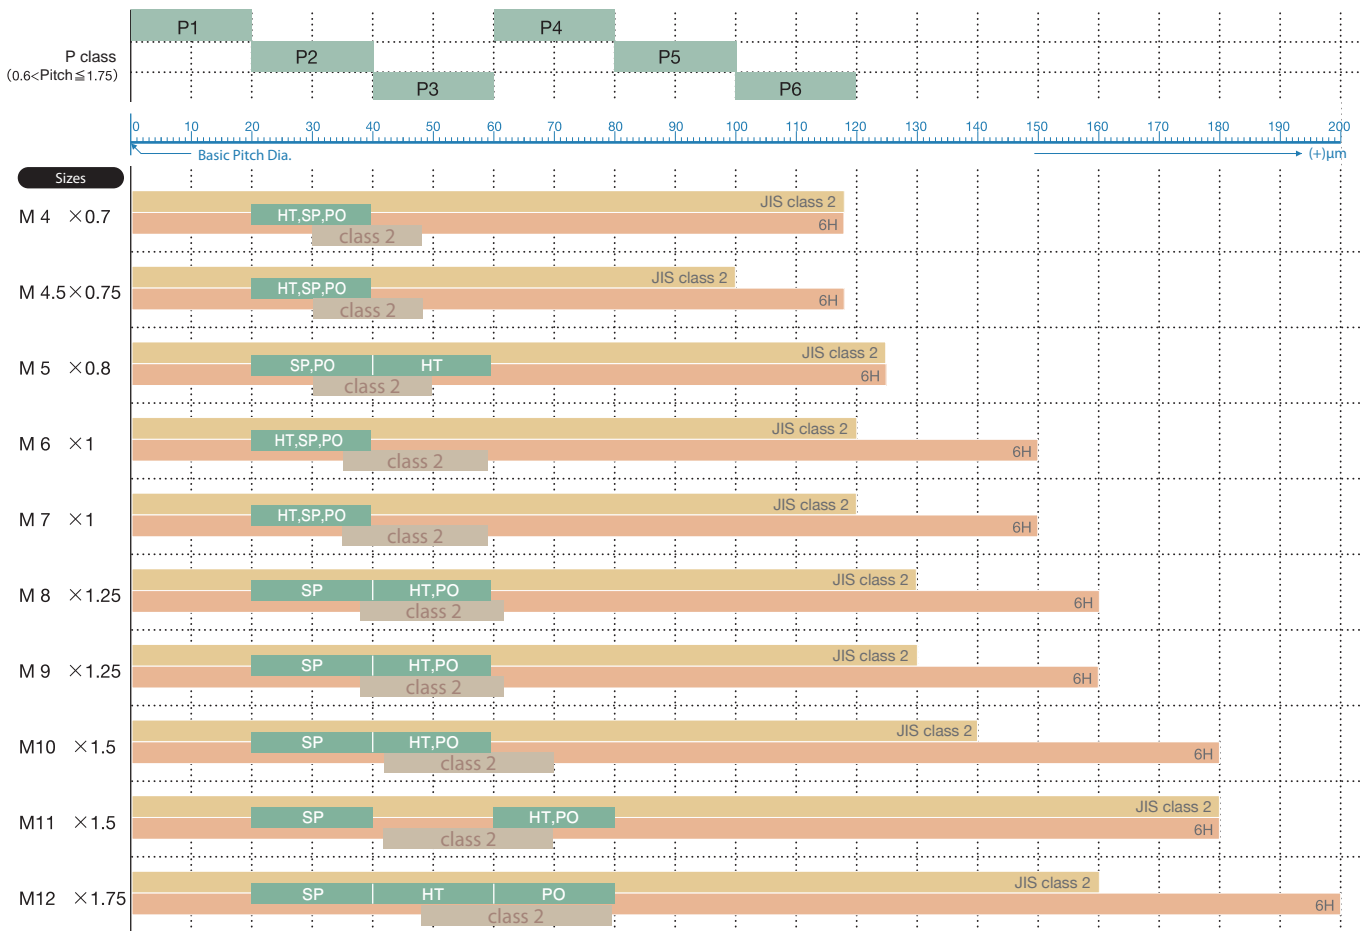 P1 P4
P2 P5
P3 P6
P class
(0.6<Pitch≦1.75)
0 10 20 30 40 50 60 70 80 90 100 110 120 130 140 150 160 170 180 190 200
Basic Pitch Dia. (+)μm
Sizes
JIS class 2
M 4 ×0.7 HT,SP,PO 6H
class 2
JIS class 2
M 4.5×0.75 HT,SP,PO 6H
class 2
JIS class 2
M 5 ×0.8 SP,PO HT 6H
class 2
JIS class 2
M 6 ×1 HT,SP,PO 6H
class 2
JIS class 2
M 7 ×1 HT,SP,PO 6H
class 2
JIS class 2
M 8 ×1.25 SP HT,PO 6H
class 2
JIS class 2
M 9 ×1.25 SP HT,PO 6H
class 2
JIS class 2
M10 ×1.5 SP HT,PO 6H
class 2
JIS class 2
M11 ×1.5 SP HT,PO 6H
class 2
JIS class 2
M12 ×1.75 SP HT PO 6H
class 2